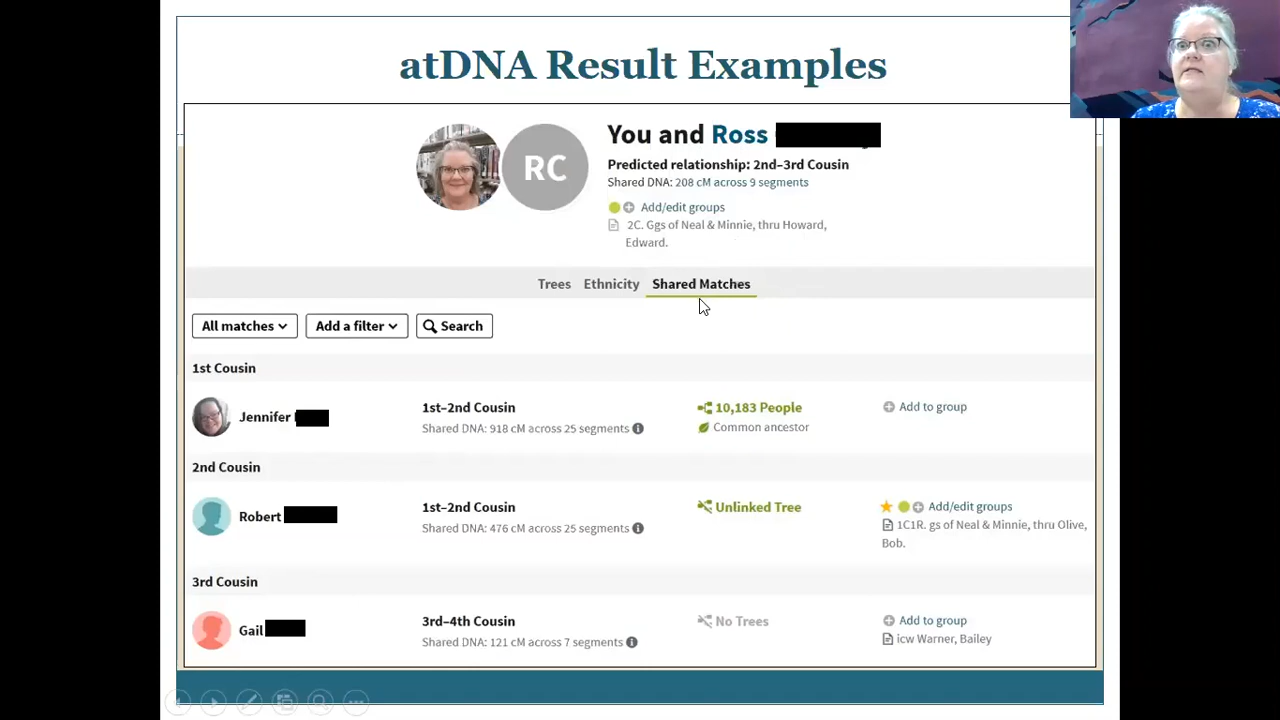 atDNA Result Examples
RC
You and Ross
Predicted relationship: 2nd–3rd Cousin
Shared DNA: 208 cM across 9 segments
Add/edit groups
2C. Ggs of Neal & Minnie, thru Howard,
Edward.
Trees Ethnicity Shared Matches
All matches Add a filter Search
1st Cousin
Jennifer 1st–2nd Cousin 10,183 People Add to group
Shared DNA: 918 cM across 25 segments Common ancestor
2nd Cousin
Robert 1st–2nd Cousin Unlinked Tree Add/edit groups
Shared DNA: 476 cM across 25 segments 1C1R. gs of Neal & Minnie, thru Olive,
Bob.
3rd Cousin
Gail 3rd–4th Cousin No Trees Add to group
Shared DNA: 121 cM across 7 segments icw Warner, Bailey